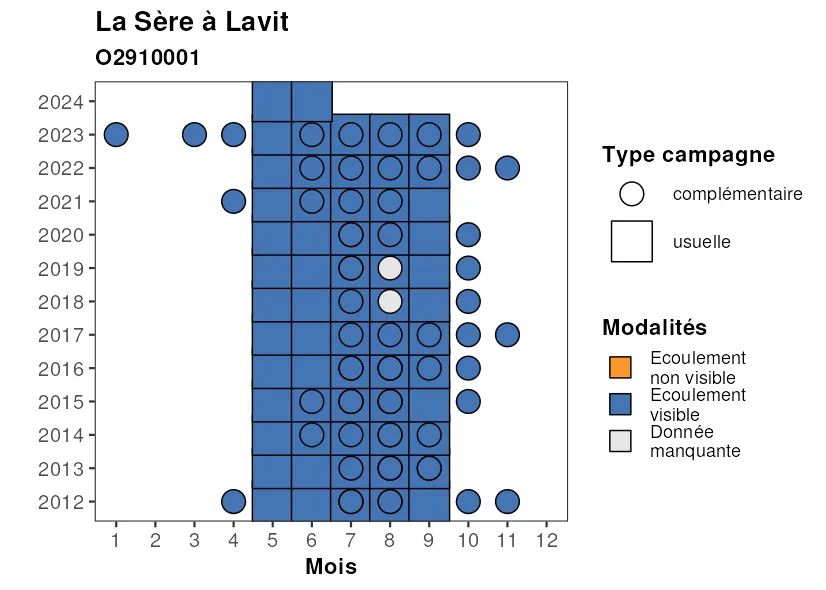 La Sère à Lavit
O2910001
2024
2023
2022
2021
2020
2019
2018
2017
2016
2015
2014
2013
2012
1 2 3 4 5 6 7 8 9 10 11 12
Mois
Type campagne
complémentaire
usuelle
Modalités
Ecoulement
non visible
Ecoulement
visible
Donnée
manquante